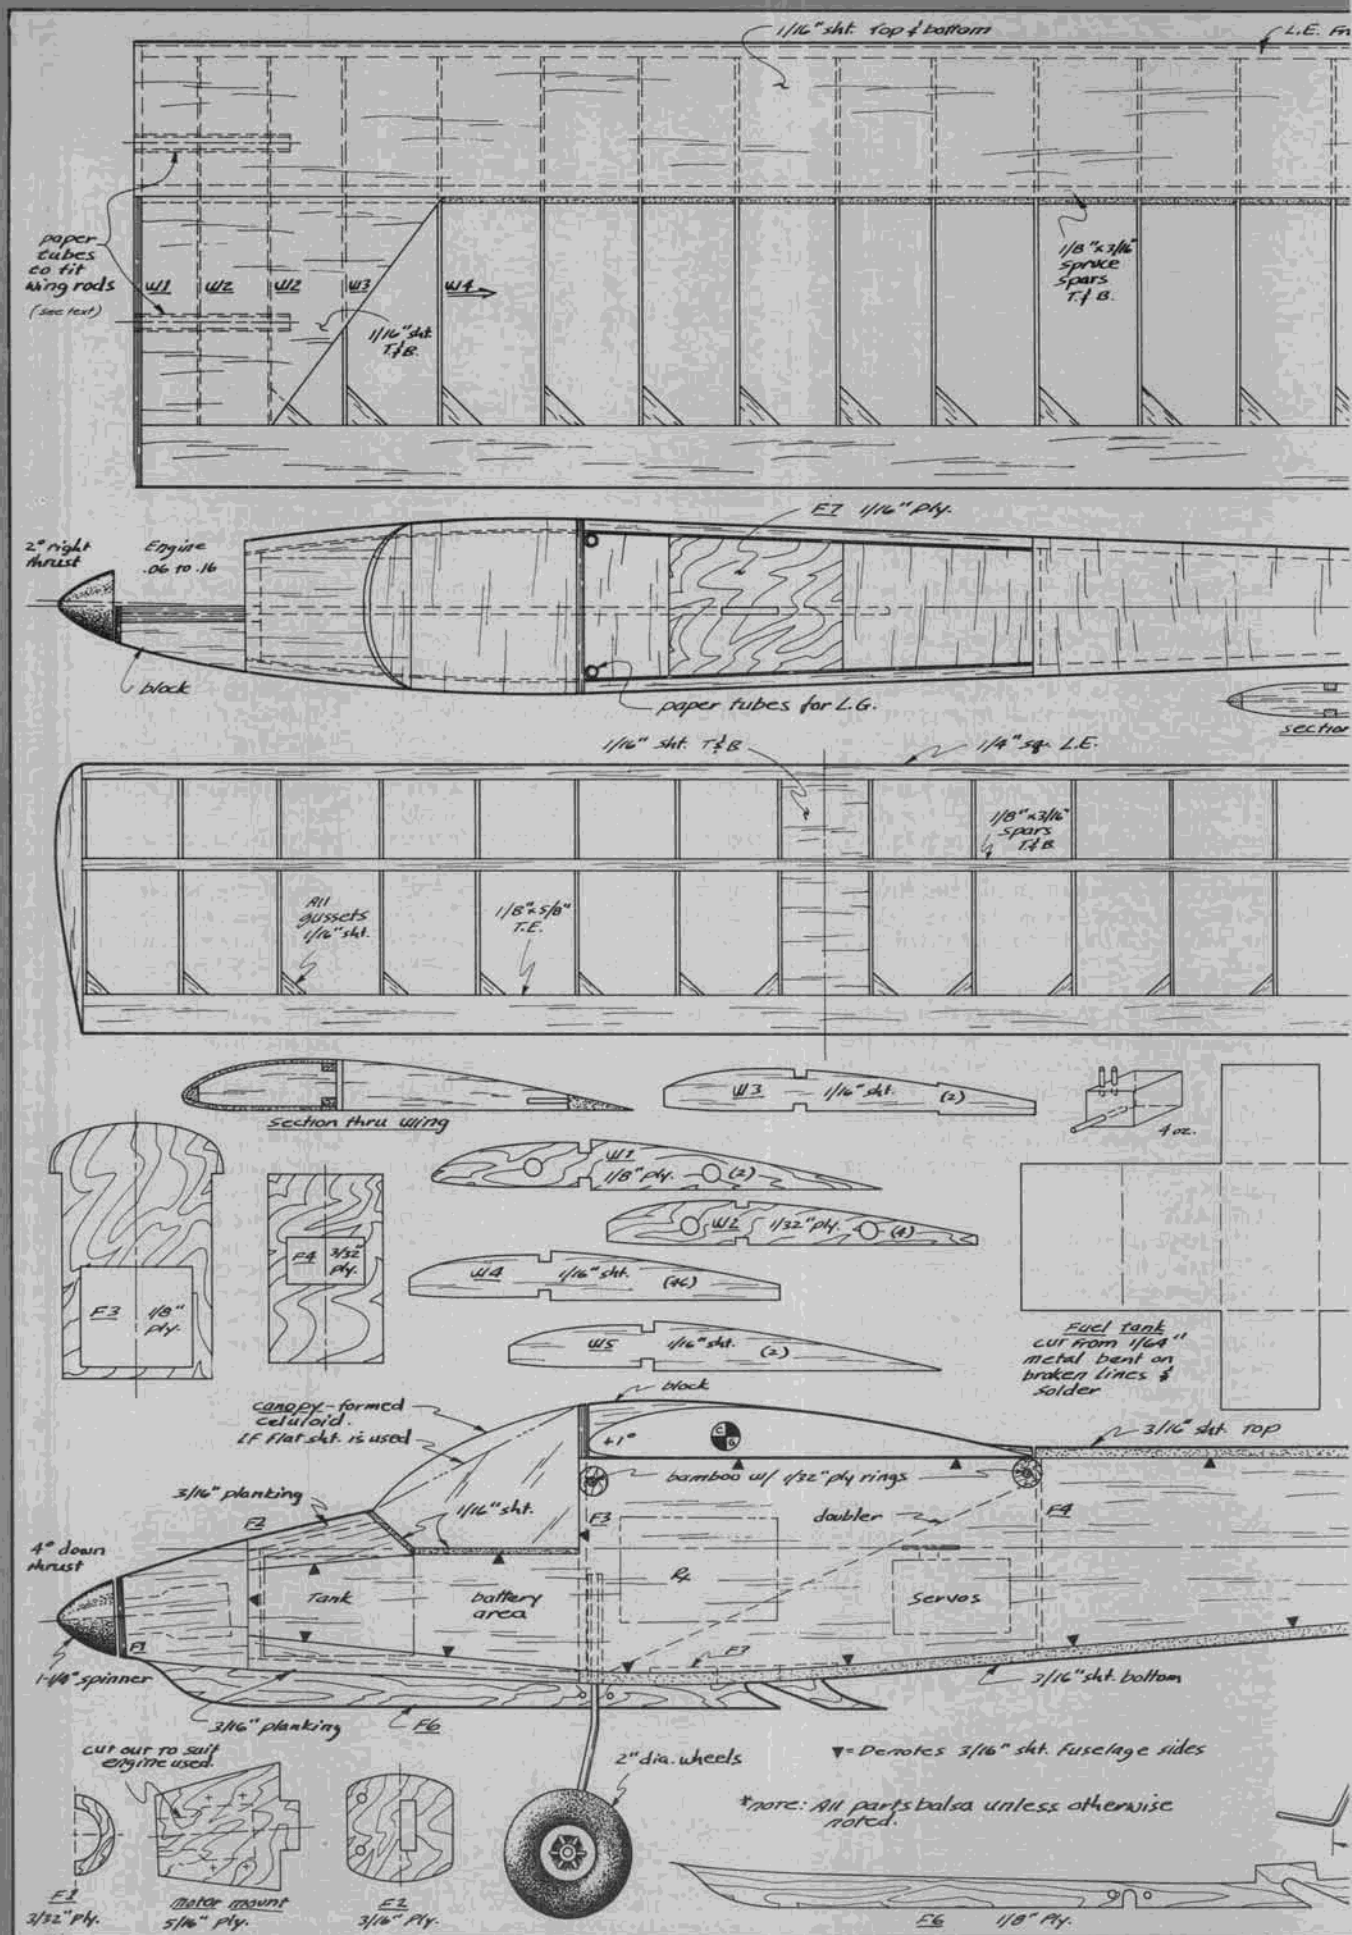 1/16" sht. Top & bottom
L.E.
paper
tubes
to fit
wing rods
(see text)
W1
W2
W2
W3
W4
1/16" sht.
T.&B.
1/8"x3/16"
spruce
spars
T.&B.
F7 1/16" Ply.
2° right
thrust
Engine
.06 to .16
block
paper tubes for L.G.
section
1/16" sht. T&B
1/4" sq. L.E.
1/8"x3/16"
spars
T.&B.
All
gussets
1/16" sht.
1/8"x5/8"
T.E.
section thru wing
W3 1/16" sht. (2)
4 oz.
W1
1/8" ply. (2)
W2 1/32" ply. (4)
F4 3/32"
ply.
W4 1/16" sht. (46)
F3 1/8"
ply.
W5 1/16" sht. (2)
Fuel tank
cut from 1/64"
metal bent on
broken lines &
solder
block
canopy-formed
celuloid.
IF Flat sht. is used
+1°
C
G
3/16" sht. Top
bamboo w/ 1/32" ply rings
3/16" planking
1/16" sht.
F2
F3
doubler
F4
4° down
thrust
Rx
Tank
battery
area
Servos
F1
F7
1-1/4" spinner
3/16" sht. bottom
3/16" planking
F6
cut out to suit
engine used.
2" dia. wheels
▼= Denotes 3/16" sht. Fuselage sides
*note: All parts balsa unless otherwise
noted.
F1
3/32" Ply.
motor mount
5/16" Ply.
F2
3/16" Ply.
F6 1/8" Ply.